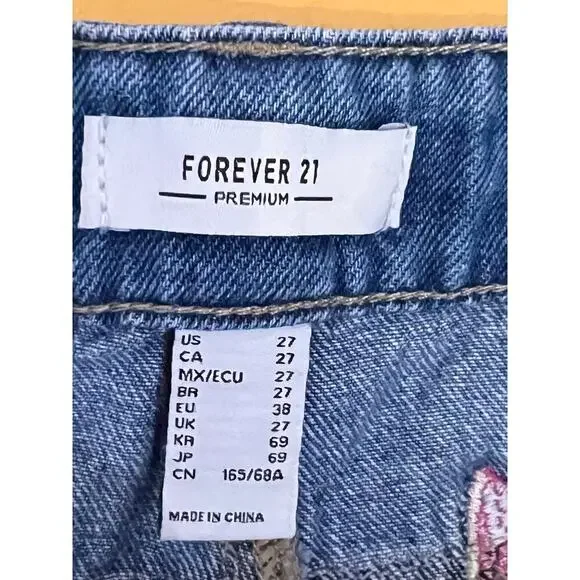 FOREVER 21
PREMIUM
US 27
CA 27
MX/ECU 27
BR 27
EU 38
UK 27
KR 69
JP 69
CN 165/68A
MADE IN CHINA